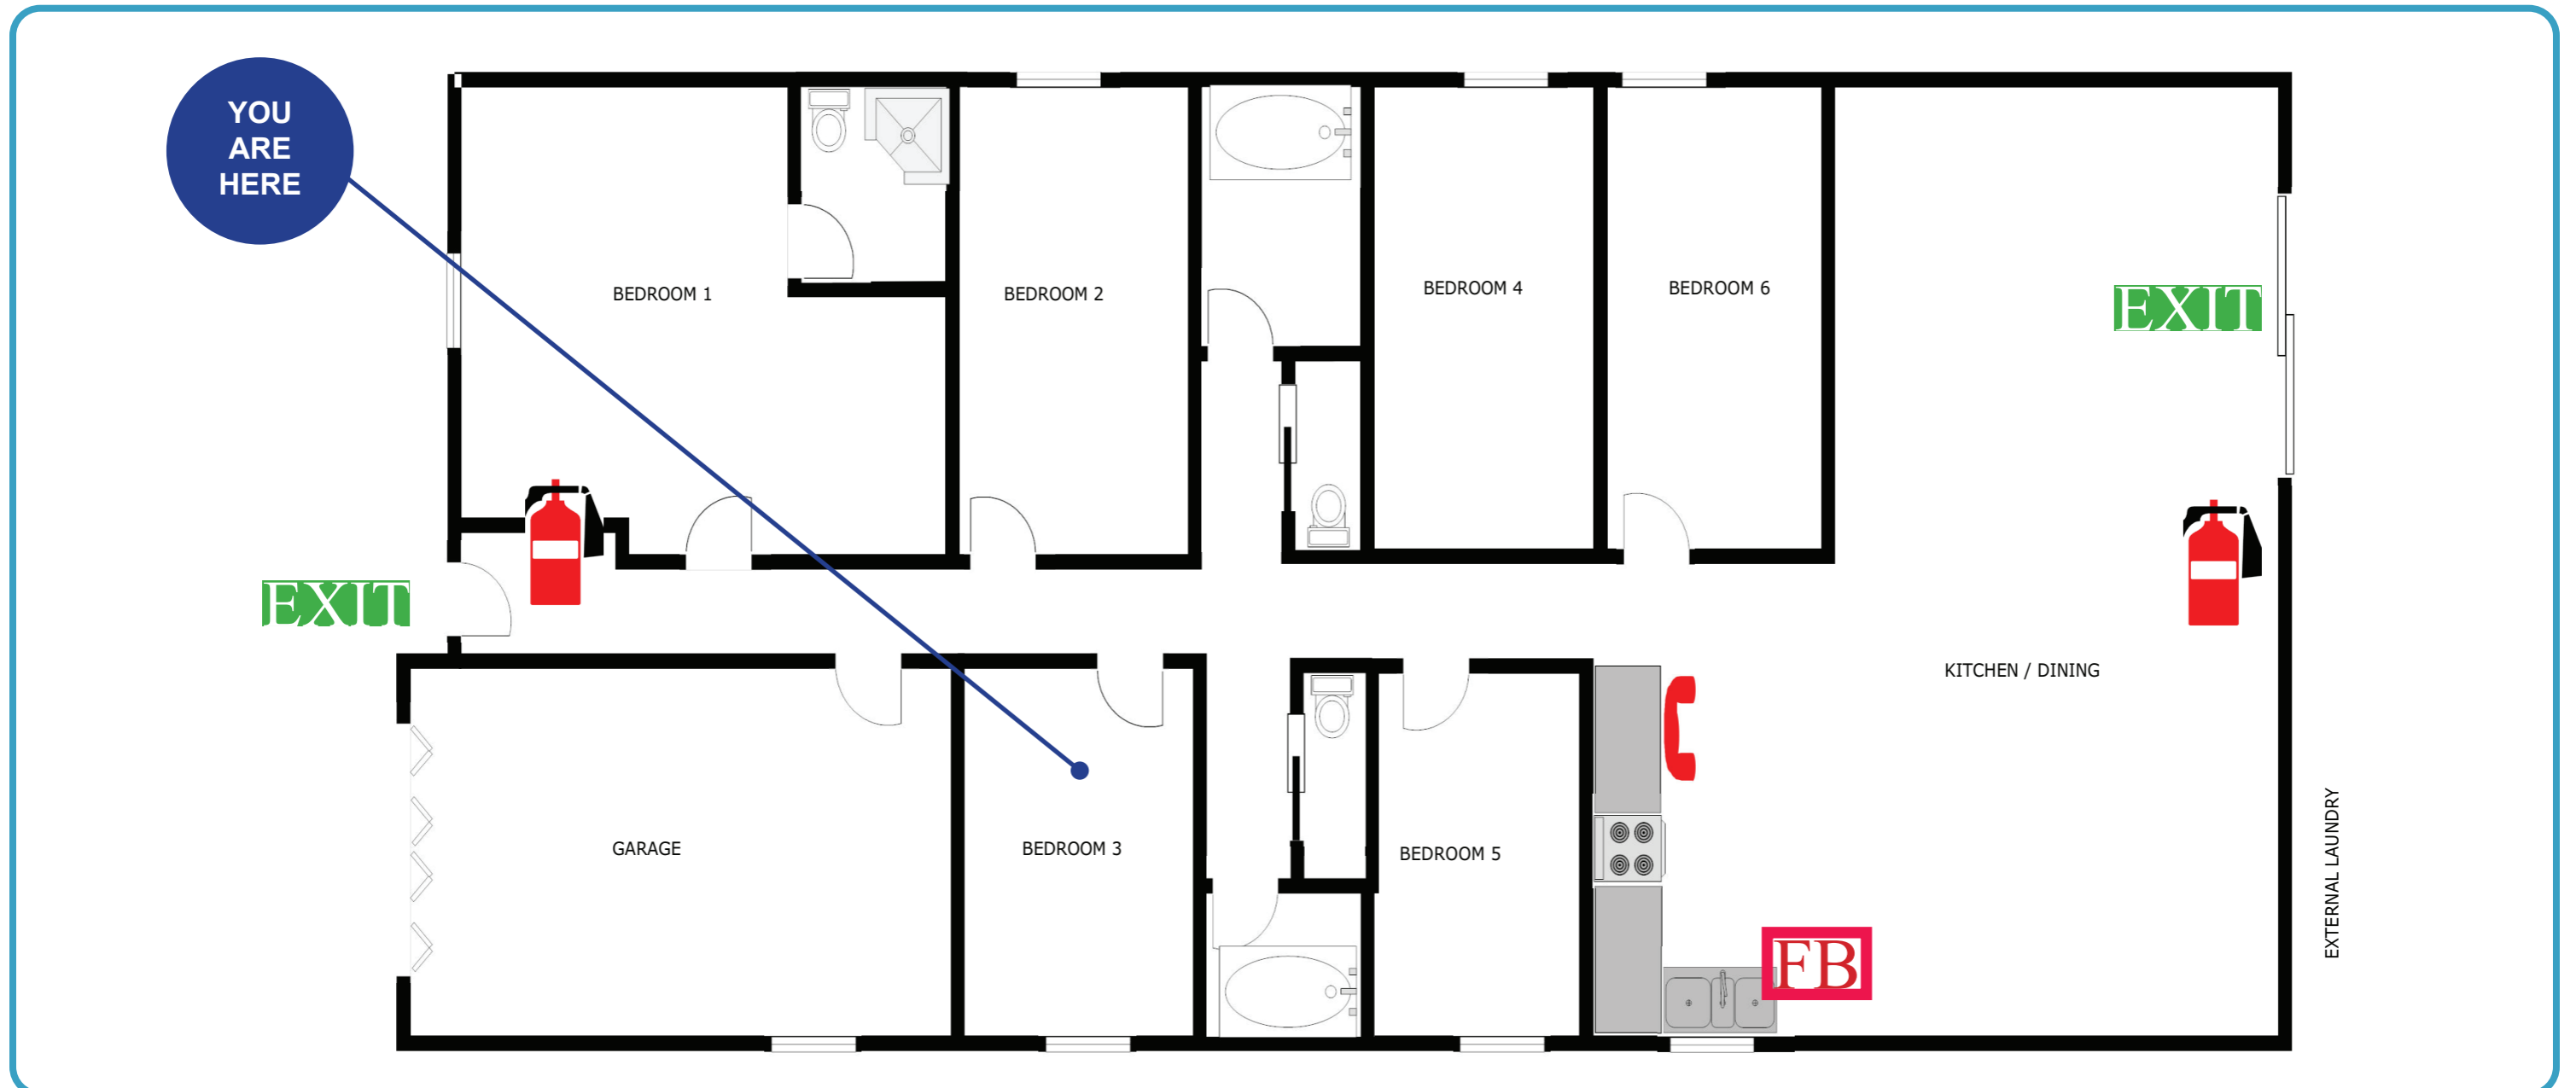 YOU
ARE
HERE
BEDROOM 1
BEDROOM 2
BEDROOM 4
BEDROOM 6
EXIT
EXIT
KITCHEN / DINING
GARAGE
BEDROOM 3
BEDROOM 5
EXTERNAL LAUNDRY
FB